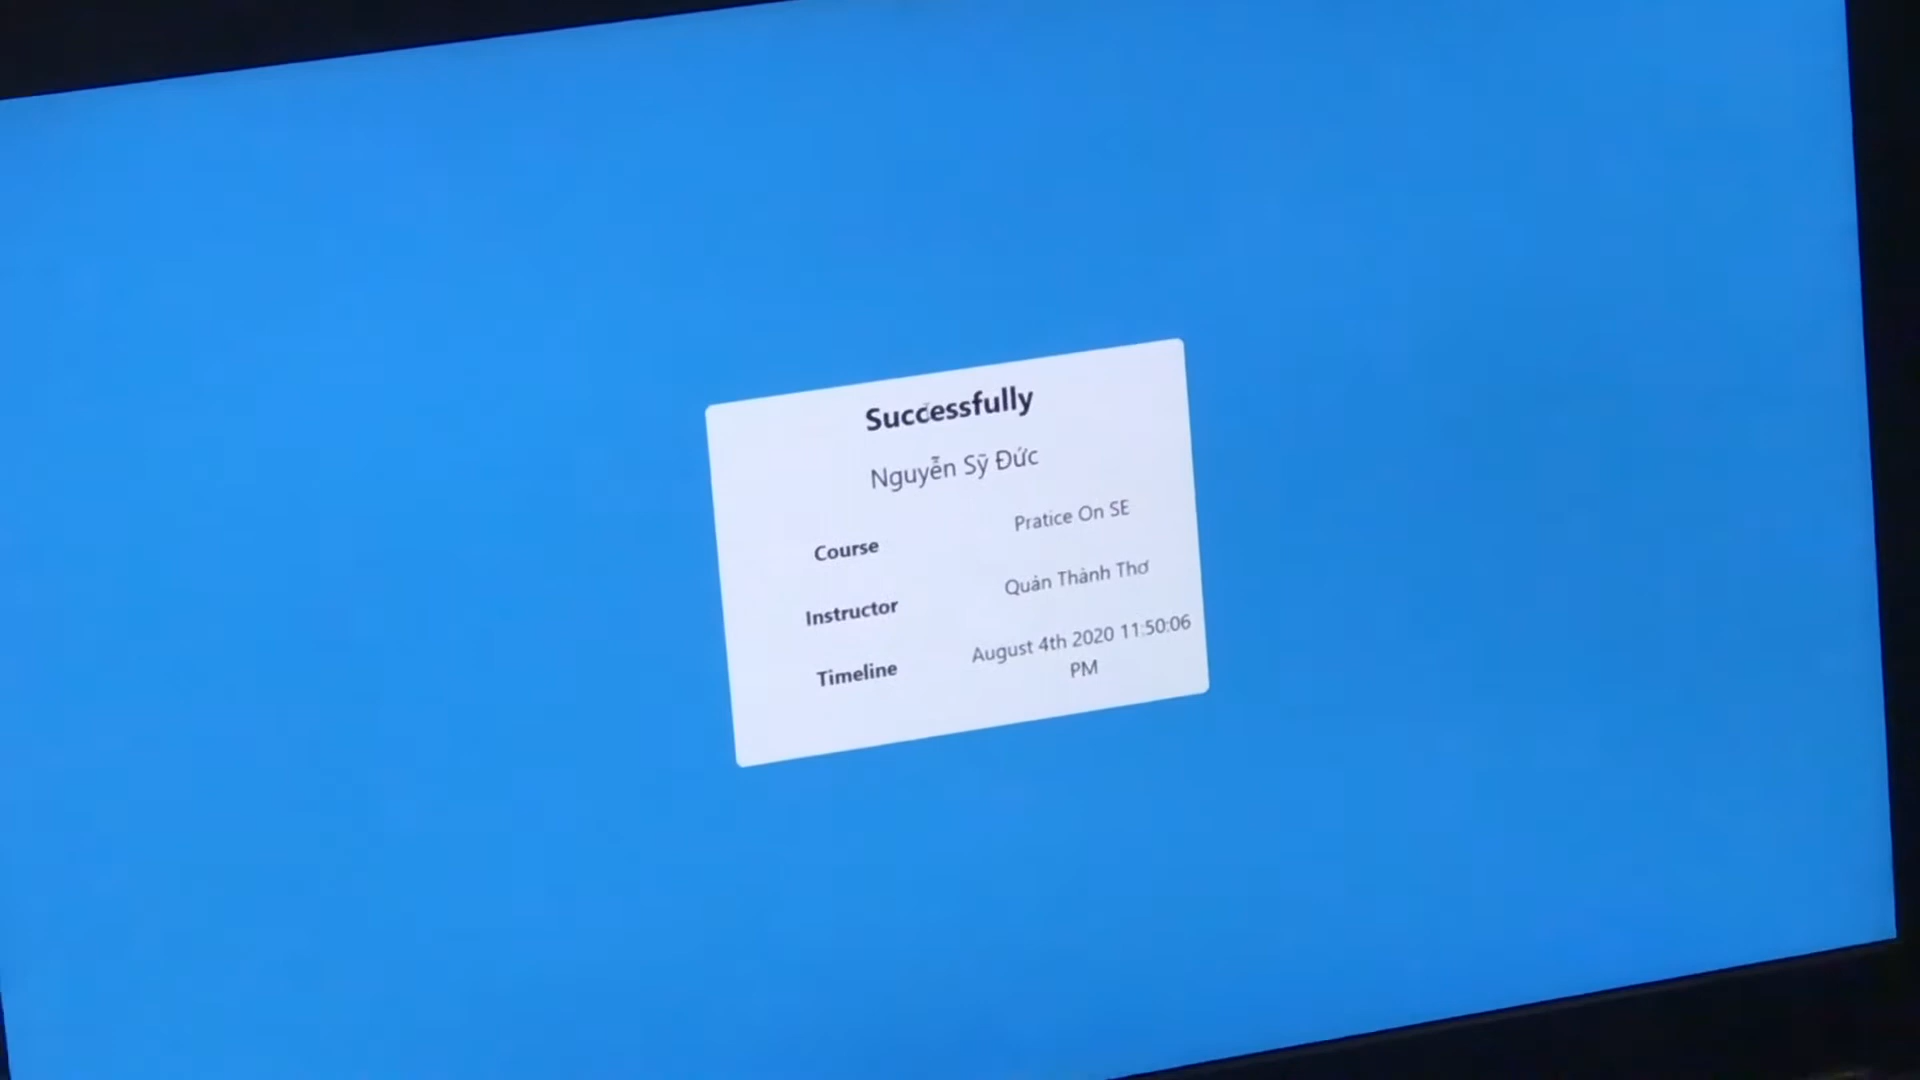 Successfully
Nguyễn Sỹ Đức
Course
Pratice On SE
Instructor
Quản Thành Thơ
Timeline
August 4th 2020 11:50:06
PM